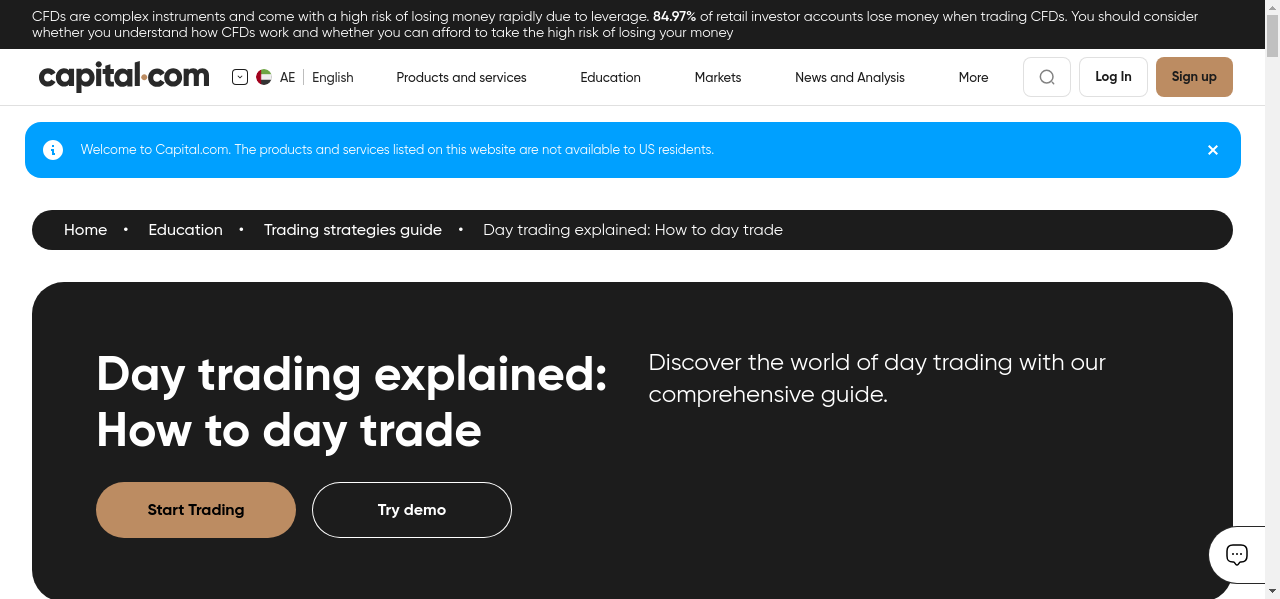 CFDs are complex instruments and come with a high risk of losing money rapidly due to leverage. 84.97% of retail investor accounts lose money when trading CFDs. You should consider
whether you understand how CFDs work and whether you can afford to take the high risk of losing your money
capital.com AE English Products and services Education Markets News and Analysis More Log In Sign up
Welcome to Capital.com. The products and services listed on this website are not available to US residents.
Home • Education • Trading strategies guide • Day trading explained: How to day trade
Day trading explained:
How to day trade
Discover the world of day trading with our
comprehensive guide.
Start Trading Try demo